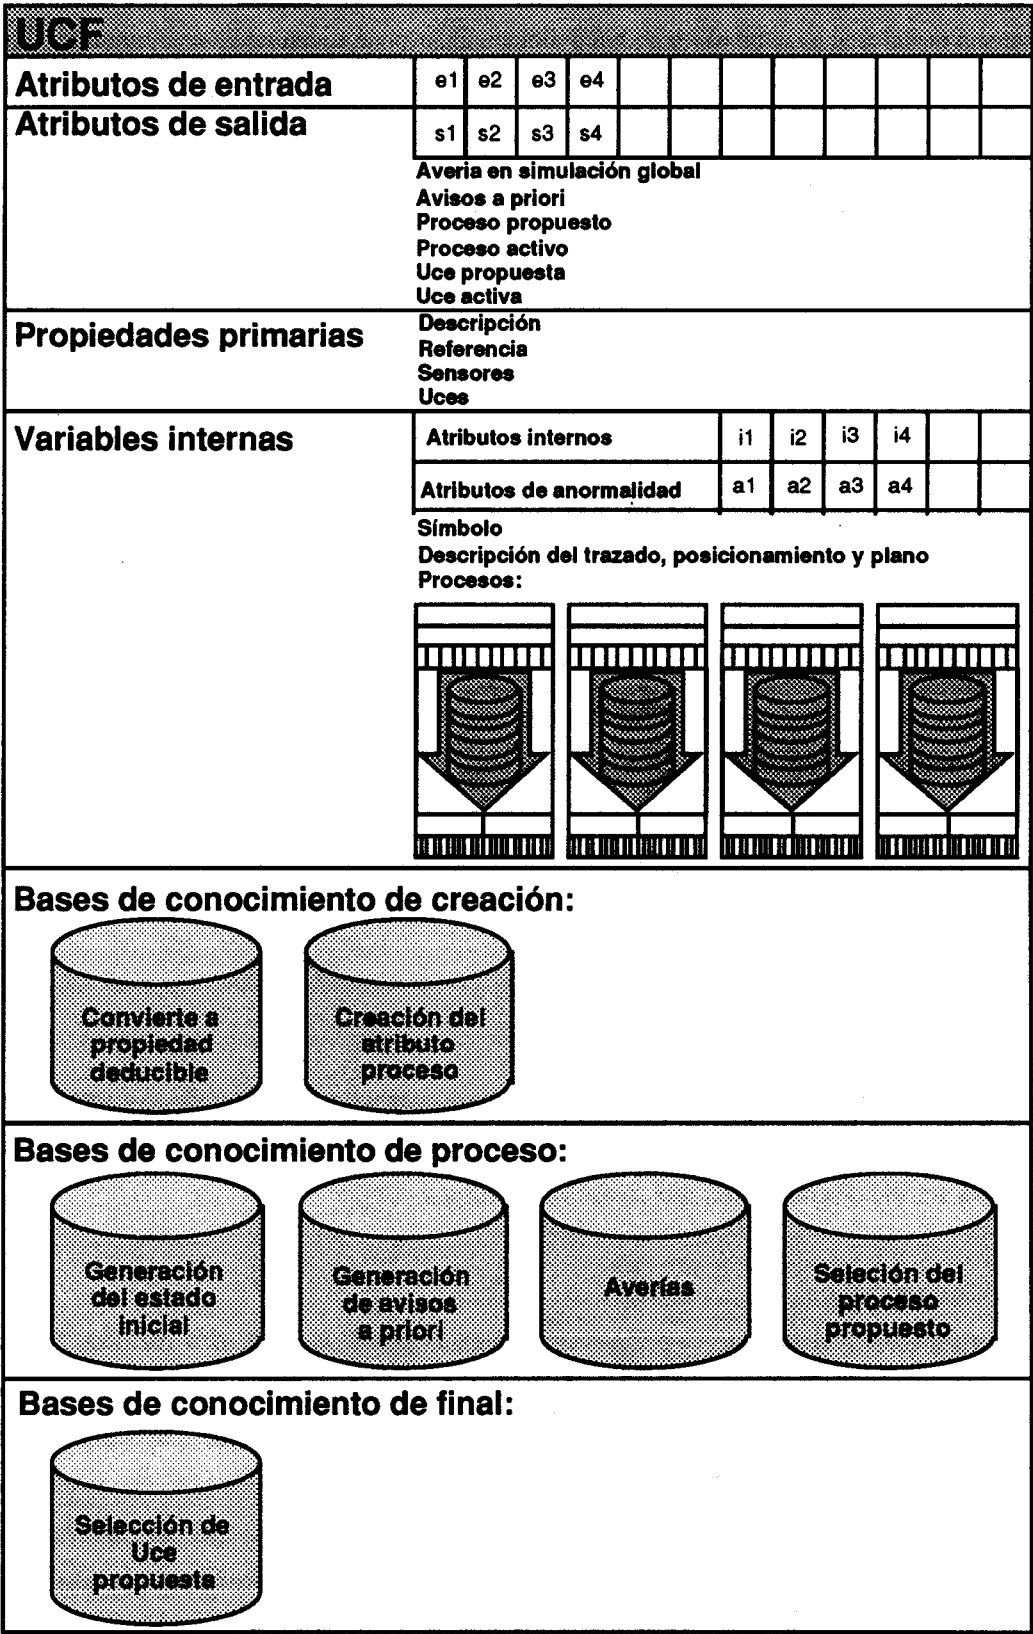 UCF
Atributos de entrada
e1 e2 e3 e4
Atributos de salida
s1 s2 s3 s4
Averia en simulación global
Avisos a priori
Proceso propuesto
Proceso activo
Uce propuesta
Uce activa
Propiedades primarias
Descripción
Referencia
Sensores
Uces
Variables internas
Atributos internos i1 i2 i3 i4
Atributos de anormalidad a1 a2 a3 a4
Símbolo
Descripción del trazado, posicionamiento y plano
Procesos:
Bases de conocimiento de creación:
Convierte a
propiedad
deducible
Creación del
atributo
proceso
Bases de conocimiento de proceso:
Generación
del estado
inicial
Generación
de avisos
a priori
Averías
Seleción del
proceso
propuesto
Bases de conocimiento de final:
Selección de
Uce
propuesta